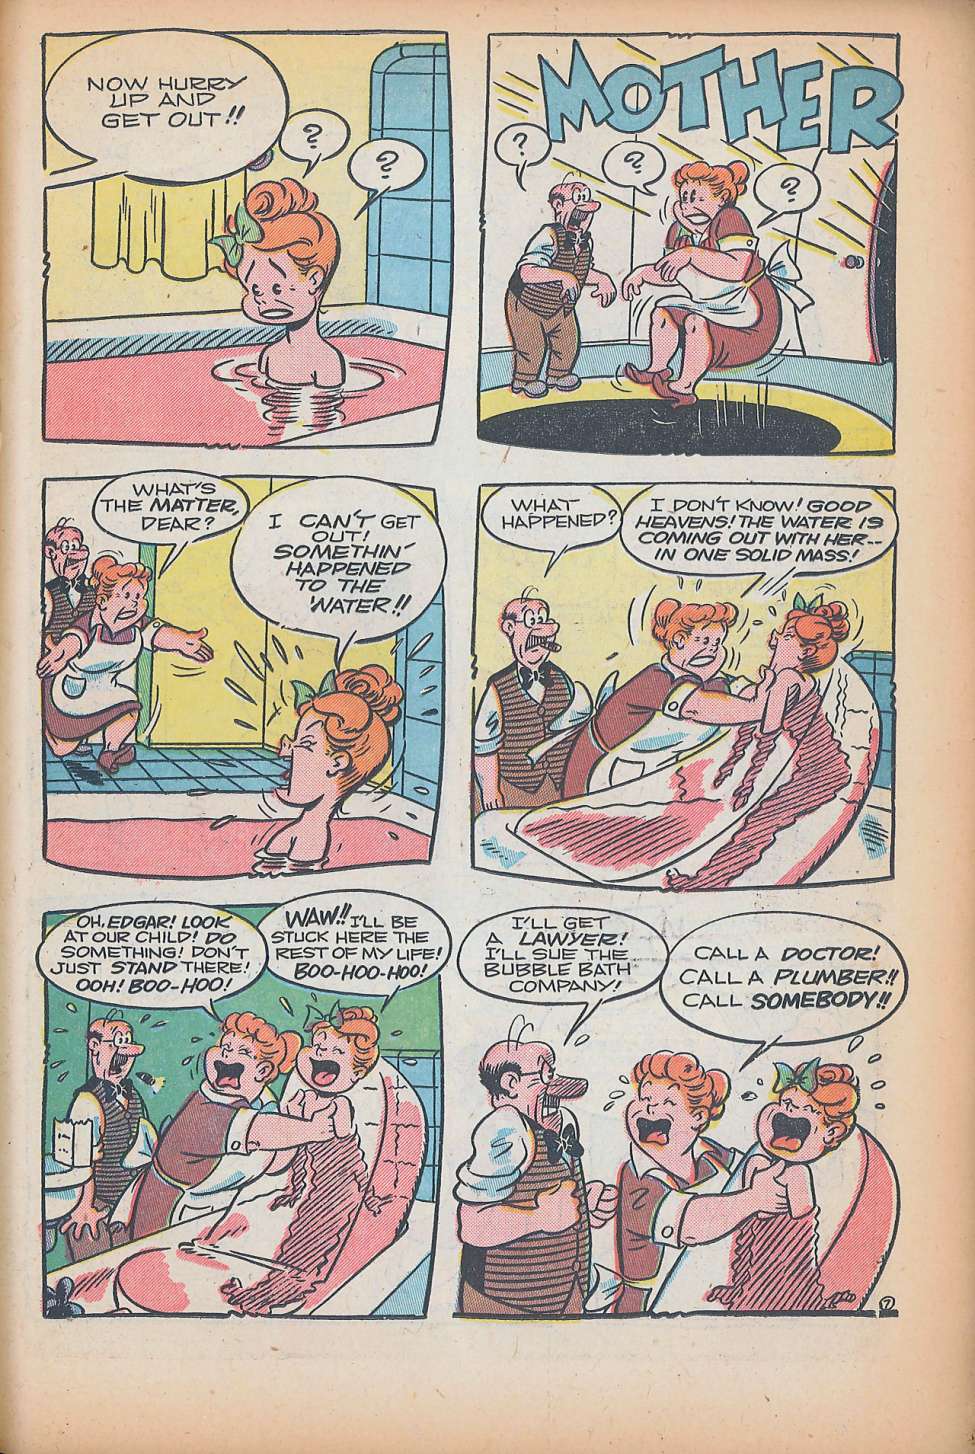 NOW HURRY
UP AND
GET OUT!!
?
?
MOTHER
?
?
?
WHAT'S
THE MATTER,
DEAR?
I CAN'T GET
OUT!
SOMETHIN'
HAPPENED
TO THE
WATER!!
WHAT
HAPPENED?
I DON'T KNOW! GOOD
HEAVENS! THE WATER IS
COMING OUT WITH HER--
IN ONE SOLID MASS!
OH, EDGAR! LOOK
AT OUR CHILD! DO
SOMETHING! DON'T
JUST STAND THERE!
OOH! BOO-HOO!
WAW!! I'LL BE
STUCK HERE THE
REST OF MY LIFE!
BOO-HOO-HOO!
I'LL GET
A LAWYER!
I'LL SUE THE
BUBBLE BATH
COMPANY!
CALL A DOCTOR!
CALL A PLUMBER!!
CALL SOMEBODY!!
7